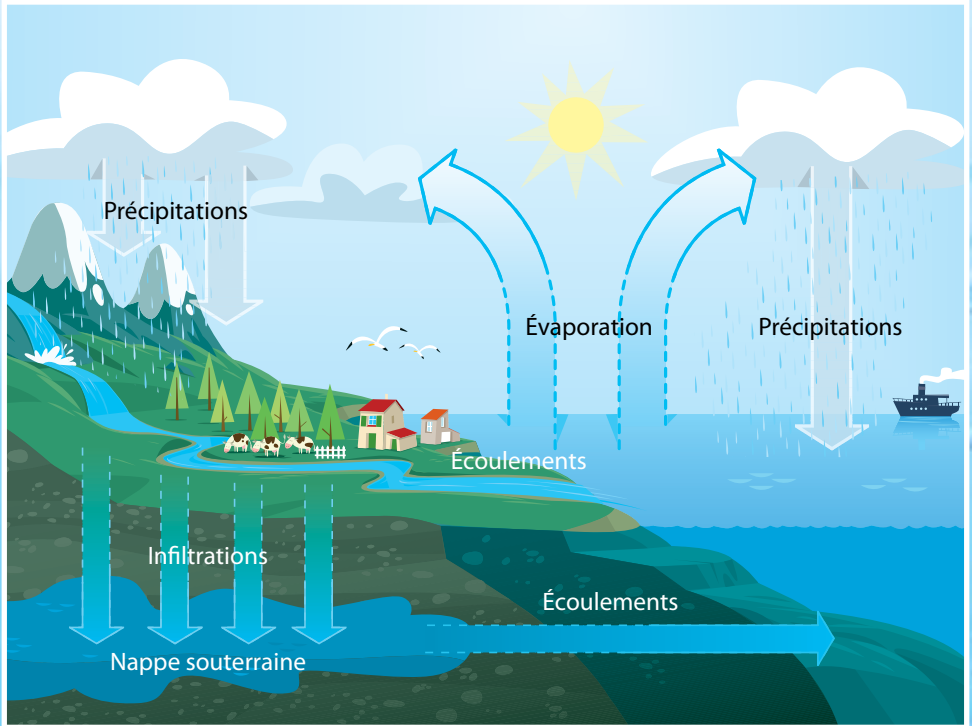 Précipitations
Évaporation
Précipitations
Écoulements
Infiltrations
Écoulements
Nappe souterraine